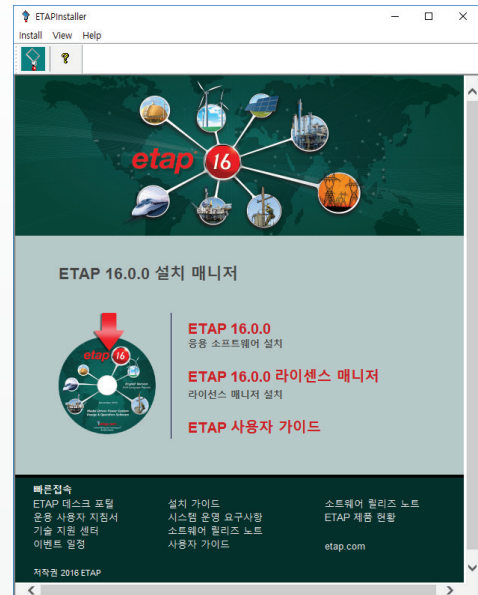 ETAPInstaller
Install View Help
etap 16
ETAP 16.0.0 설치 매니저
etap 16
ETAP 16.0.0
응용 소프트웨어 설치
ETAP 16.0.0 라이센스 매니저
라이선스 매니저 설치
ETAP 사용자 가이드
빠른접속
ETAP 데스크 포털
운용 사용자 지침서
기술 지원 센터
이벤트 일정
설치 가이드
시스템 운영 요구사항
소트웨어 릴리즈 노트
사용자 가이드
소트웨어 릴리즈 노트
ETAP 제품 현황
etap.com
저작권 2016 ETAP